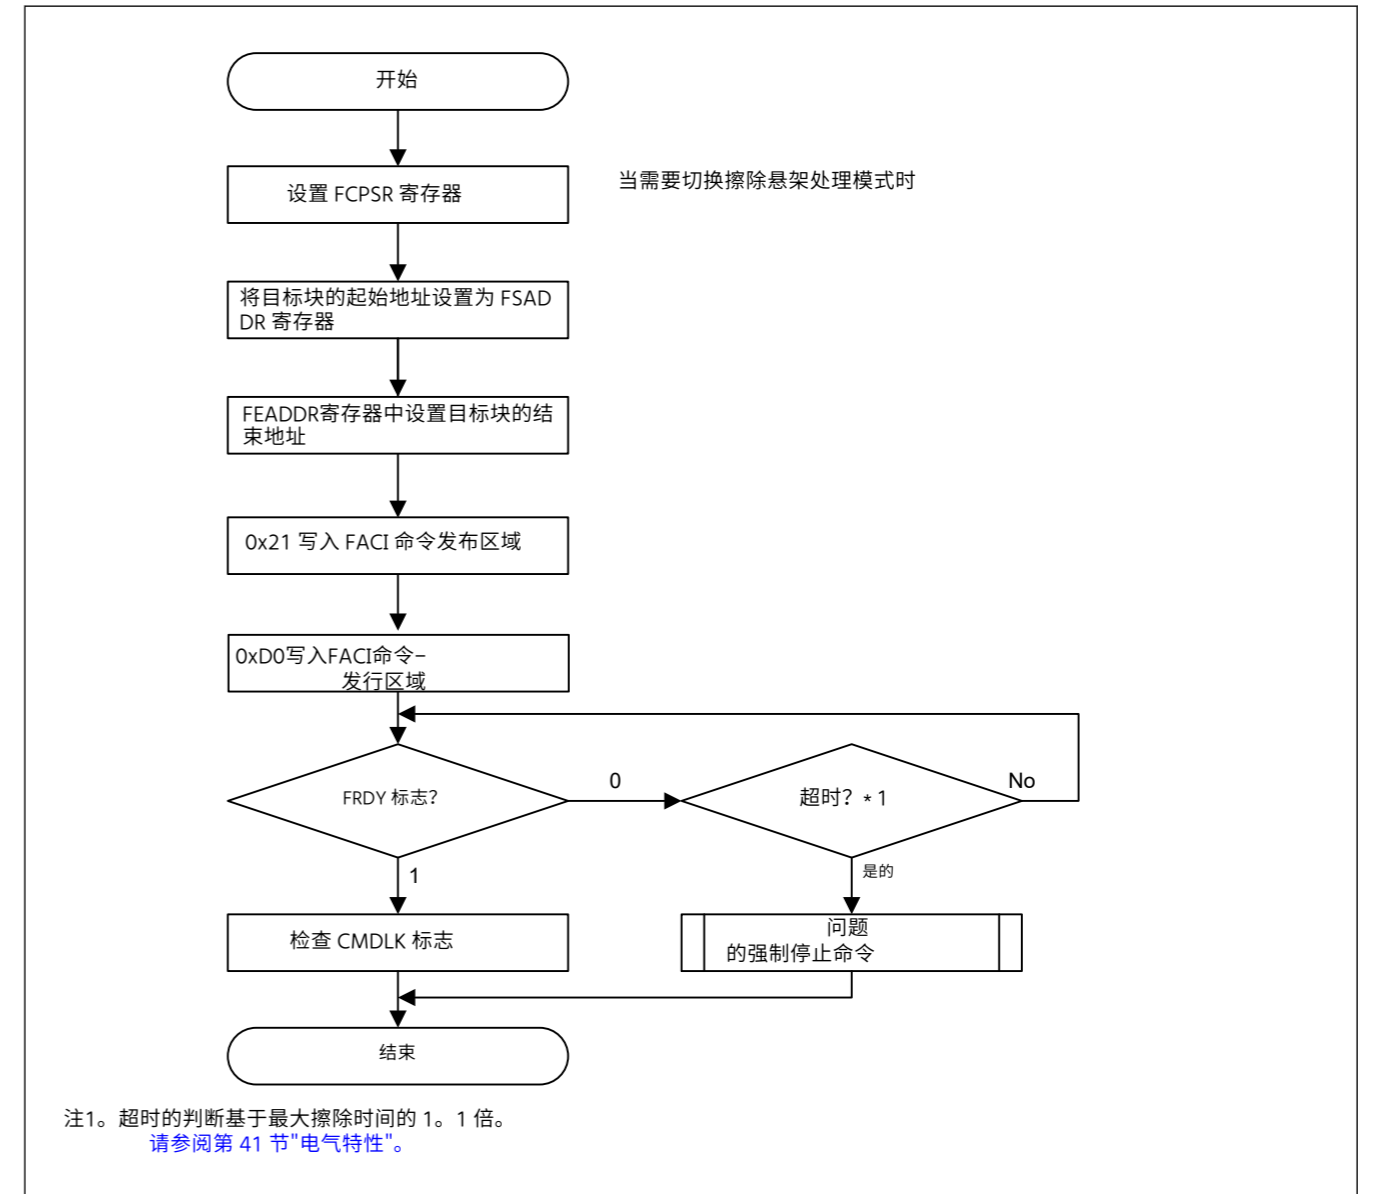 开始
设置 FCPSR 寄存器
当需要切换擦除悬架处理模式时
将目标块的起始地址设置为 FSAD
DR 寄存器
FEADDR寄存器中设置目标块的结
束地址
0x21 写入 FACI 命令发布区域
0xD0写入FACI命令–
发行区域
FRDY 标志？
0
超时？* 1
No
1
是的
检查 CMDLK 标志
问题
的强制停止命令
结束
注1。超时的判断基于最大擦除时间的 1。1 倍。
请参阅第 41 节"电气特性"。